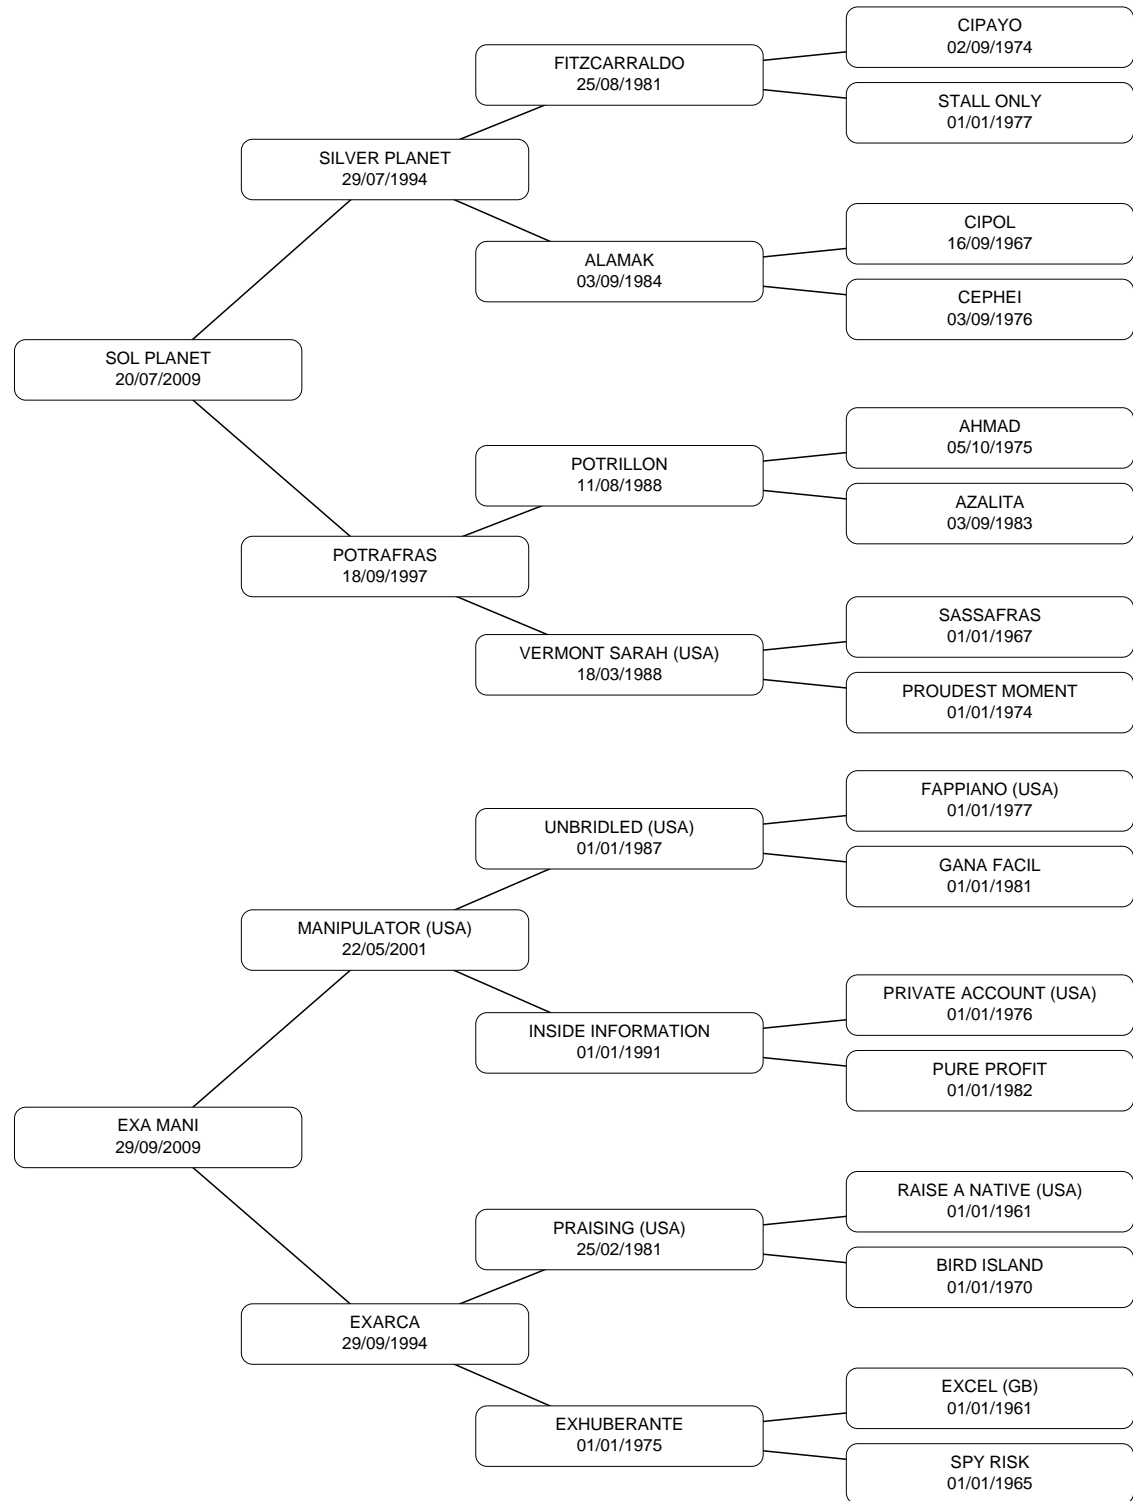 CIPAYO
02/09/1974
FITZCARRALDO
25/08/1981
STALL ONLY
01/01/1977
SILVER PLANET
29/07/1994
CIPOL
16/09/1967
ALAMAK
03/09/1984
CEPHEI
03/09/1976
SOL PLANET
20/07/2009
AHMAD
05/10/1975
POTRILLON
11/08/1988
AZALITA
03/09/1983
POTRAFRAS
18/09/1997
SASSAFRAS
01/01/1967
VERMONT SARAH (USA)
18/03/1988
PROUDEST MOMENT
01/01/1974
FAPPIANO (USA)
01/01/1977
UNBRIDLED (USA)
01/01/1987
GANA FACIL
01/01/1981
MANIPULATOR (USA)
22/05/2001
PRIVATE ACCOUNT (USA)
01/01/1976
INSIDE INFORMATION
01/01/1991
PURE PROFIT
01/01/1982
EXA MANI
29/09/2009
RAISE A NATIVE (USA)
01/01/1961
PRAISING (USA)
25/02/1981
BIRD ISLAND
01/01/1970
EXARCA
29/09/1994
EXCEL (GB)
01/01/1961
EXHUBERANTE
01/01/1975
SPY RISK
01/01/1965